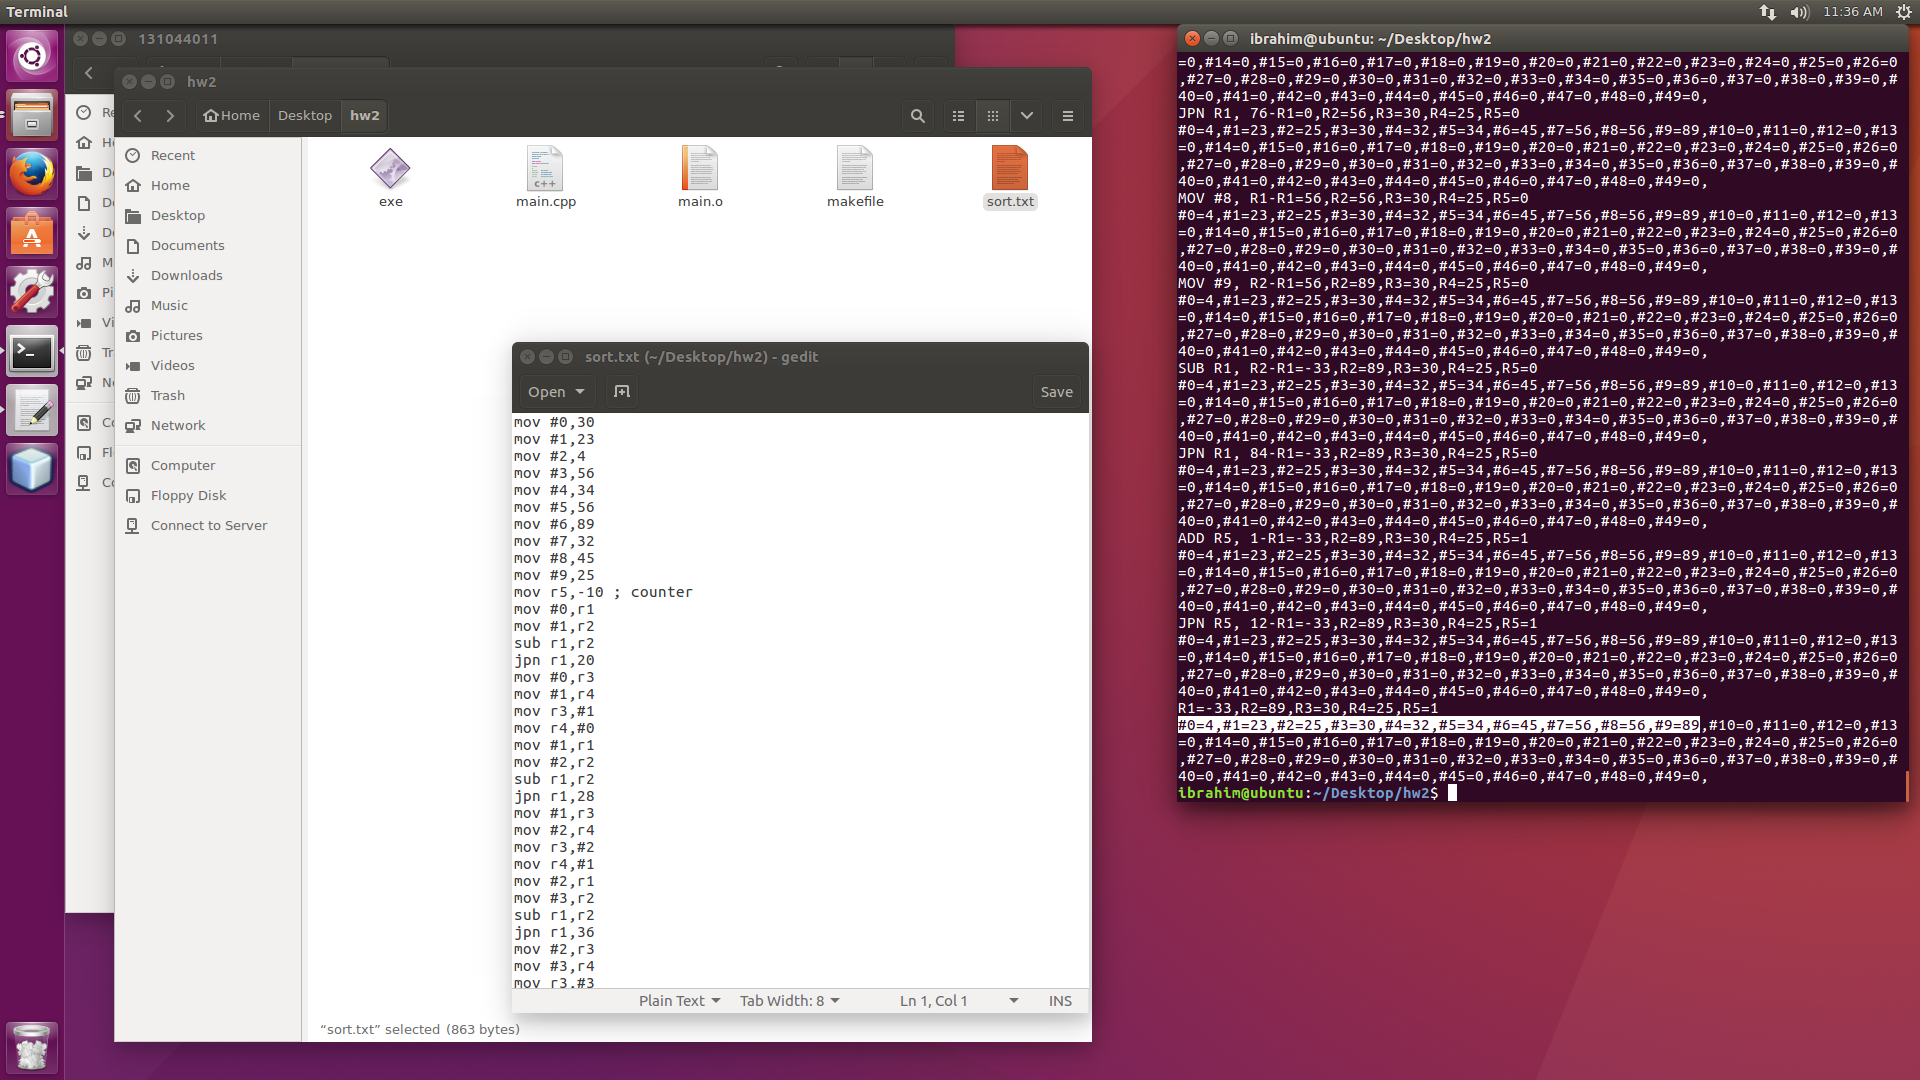 Terminal
11:36 AM
131044011
hw2
Home
Desktop
hw2
Recent
Home
Desktop
Documents
Downloads
Music
Pictures
Videos
Trash
Network
Computer
Floppy Disk
Connect to Server
exe
main.cpp
main.o
makefile
sort.txt
sort.txt (~/Desktop/hw2) - gedit
Open
Save
mov #0,30
mov #1,23
mov #2,4
mov #3,56
mov #4,34
mov #5,56
mov #6,89
mov #7,32
mov #8,45
mov #9,25
mov r5,-10 ; counter
mov #0,r1
mov #1,r2
sub r1,r2
jpn r1,20
mov #0,r3
mov #1,r4
mov r3,#1
mov r4,#0
mov #1,r1
mov #2,r2
sub r1,r2
jpn r1,28
mov #1,r3
mov #2,r4
mov r3,#2
mov r4,#1
mov #2,r1
mov #3,r2
sub r1,r2
jpn r1,36
mov #2,r3
mov #3,r4
mov r3,#3
Plain Text
Tab Width: 8
Ln 1, Col 1
INS
“sort.txt” selected (863 bytes)
ibrahim@ubuntu: ~/Desktop/hw2
=0,#14=0,#15=0,#16=0,#17=0,#18=0,#19=0,#20=0,#21=0,#22=0,#23=0,#24=0,#25=0,#26=0
,#27=0,#28=0,#29=0,#30=0,#31=0,#32=0,#33=0,#34=0,#35=0,#36=0,#37=0,#38=0,#39=0,#
40=0,#41=0,#42=0,#43=0,#44=0,#45=0,#46=0,#47=0,#48=0,#49=0,
JPN R1, 76-R1=0,R2=56,R3=30,R4=25,R5=0
#0=4,#1=23,#2=25,#3=30,#4=32,#5=34,#6=45,#7=56,#8=56,#9=89,#10=0,#11=0,#12=0,#13
=0,#14=0,#15=0,#16=0,#17=0,#18=0,#19=0,#20=0,#21=0,#22=0,#23=0,#24=0,#25=0,#26=0
,#27=0,#28=0,#29=0,#30=0,#31=0,#32=0,#33=0,#34=0,#35=0,#36=0,#37=0,#38=0,#39=0,#
40=0,#41=0,#42=0,#43=0,#44=0,#45=0,#46=0,#47=0,#48=0,#49=0,
MOV #8, R1-R1=56,R2=56,R3=30,R4=25,R5=0
#0=4,#1=23,#2=25,#3=30,#4=32,#5=34,#6=45,#7=56,#8=56,#9=89,#10=0,#11=0,#12=0,#13
=0,#14=0,#15=0,#16=0,#17=0,#18=0,#19=0,#20=0,#21=0,#22=0,#23=0,#24=0,#25=0,#26=0
,#27=0,#28=0,#29=0,#30=0,#31=0,#32=0,#33=0,#34=0,#35=0,#36=0,#37=0,#38=0,#39=0,#
40=0,#41=0,#42=0,#43=0,#44=0,#45=0,#46=0,#47=0,#48=0,#49=0,
MOV #9, R2-R1=56,R2=89,R3=30,R4=25,R5=0
#0=4,#1=23,#2=25,#3=30,#4=32,#5=34,#6=45,#7=56,#8=56,#9=89,#10=0,#11=0,#12=0,#13
=0,#14=0,#15=0,#16=0,#17=0,#18=0,#19=0,#20=0,#21=0,#22=0,#23=0,#24=0,#25=0,#26=0
,#27=0,#28=0,#29=0,#30=0,#31=0,#32=0,#33=0,#34=0,#35=0,#36=0,#37=0,#38=0,#39=0,#
40=0,#41=0,#42=0,#43=0,#44=0,#45=0,#46=0,#47=0,#48=0,#49=0,
SUB R1, R2-R1=-33,R2=89,R3=30,R4=25,R5=0
#0=4,#1=23,#2=25,#3=30,#4=32,#5=34,#6=45,#7=56,#8=56,#9=89,#10=0,#11=0,#12=0,#13
=0,#14=0,#15=0,#16=0,#17=0,#18=0,#19=0,#20=0,#21=0,#22=0,#23=0,#24=0,#25=0,#26=0
,#27=0,#28=0,#29=0,#30=0,#31=0,#32=0,#33=0,#34=0,#35=0,#36=0,#37=0,#38=0,#39=0,#
40=0,#41=0,#42=0,#43=0,#44=0,#45=0,#46=0,#47=0,#48=0,#49=0,
JPN R1, 84-R1=-33,R2=89,R3=30,R4=25,R5=0
#0=4,#1=23,#2=25,#3=30,#4=32,#5=34,#6=45,#7=56,#8=56,#9=89,#10=0,#11=0,#12=0,#13
=0,#14=0,#15=0,#16=0,#17=0,#18=0,#19=0,#20=0,#21=0,#22=0,#23=0,#24=0,#25=0,#26=0
,#27=0,#28=0,#29=0,#30=0,#31=0,#32=0,#33=0,#34=0,#35=0,#36=0,#37=0,#38=0,#39=0,#
40=0,#41=0,#42=0,#43=0,#44=0,#45=0,#46=0,#47=0,#48=0,#49=0,
ADD R5, 1-R1=-33,R2=89,R3=30,R4=25,R5=1
#0=4,#1=23,#2=25,#3=30,#4=32,#5=34,#6=45,#7=56,#8=56,#9=89,#10=0,#11=0,#12=0,#13
=0,#14=0,#15=0,#16=0,#17=0,#18=0,#19=0,#20=0,#21=0,#22=0,#23=0,#24=0,#25=0,#26=0
,#27=0,#28=0,#29=0,#30=0,#31=0,#32=0,#33=0,#34=0,#35=0,#36=0,#37=0,#38=0,#39=0,#
40=0,#41=0,#42=0,#43=0,#44=0,#45=0,#46=0,#47=0,#48=0,#49=0,
JPN R5, 12-R1=-33,R2=89,R3=30,R4=25,R5=1
#0=4,#1=23,#2=25,#3=30,#4=32,#5=34,#6=45,#7=56,#8=56,#9=89,#10=0,#11=0,#12=0,#13
=0,#14=0,#15=0,#16=0,#17=0,#18=0,#19=0,#20=0,#21=0,#22=0,#23=0,#24=0,#25=0,#26=0
,#27=0,#28=0,#29=0,#30=0,#31=0,#32=0,#33=0,#34=0,#35=0,#36=0,#37=0,#38=0,#39=0,#
40=0,#41=0,#42=0,#43=0,#44=0,#45=0,#46=0,#47=0,#48=0,#49=0,
R1=-33,R2=89,R3=30,R4=25,R5=1
#0=4,#1=23,#2=25,#3=30,#4=32,#5=34,#6=45,#7=56,#8=56,#9=89,#10=0,#11=0,#12=0,#13
=0,#14=0,#15=0,#16=0,#17=0,#18=0,#19=0,#20=0,#21=0,#22=0,#23=0,#24=0,#25=0,#26=0
,#27=0,#28=0,#29=0,#30=0,#31=0,#32=0,#33=0,#34=0,#35=0,#36=0,#37=0,#38=0,#39=0,#
40=0,#41=0,#42=0,#43=0,#44=0,#45=0,#46=0,#47=0,#48=0,#49=0,
ibrahim@ubuntu:~/Desktop/hw2$